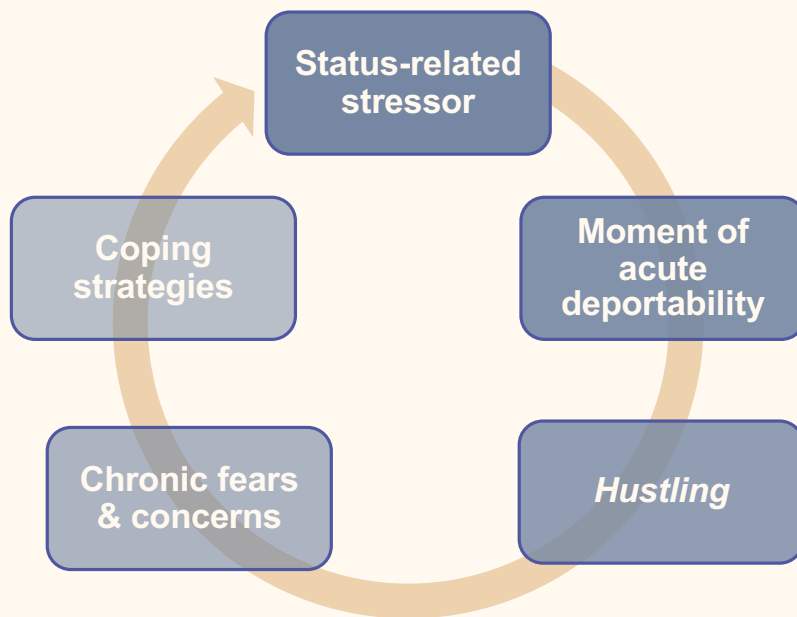 Status-related
stressor
Moment of
acute
deportability
Hustling
Chronic fears
& concerns
Coping
strategies